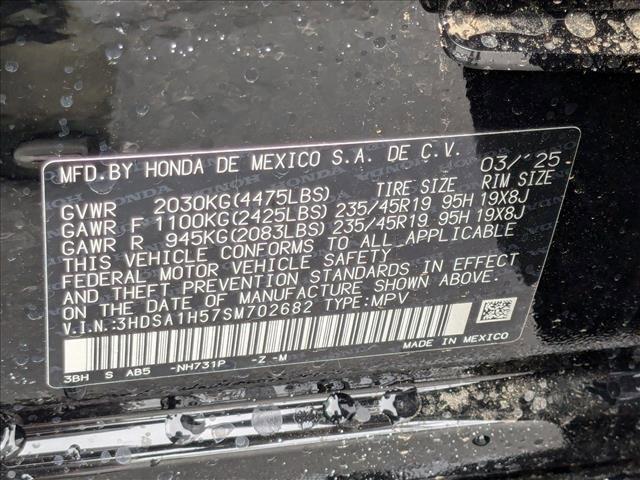 MFD.BY HONDA DE MEXICO S.A. DE C.V. 03/ '25
GVWR 2030KG(4475LBS) TIRE SIZE RIM SIZE
GAWR F 1100KG(2425LBS) 235/45R19 95H 19X8J
GAWR R 945KG(2083LBS) 235/45R19 95H 19X8J
THIS VEHICLE CONFORMS TO ALL APPLICABLE
FEDERAL MOTOR VEHICLE SAFETY
AND THEFT PREVENTION STANDARDS IN EFFECT
ON THE DATE OF MANUFACTURE SHOWN ABOVE.
V.I.N.:3HDSA1H57SM702682 TYPE:MPV
3BH S AB5 -NH731P -Z -M MADE IN MEXICO